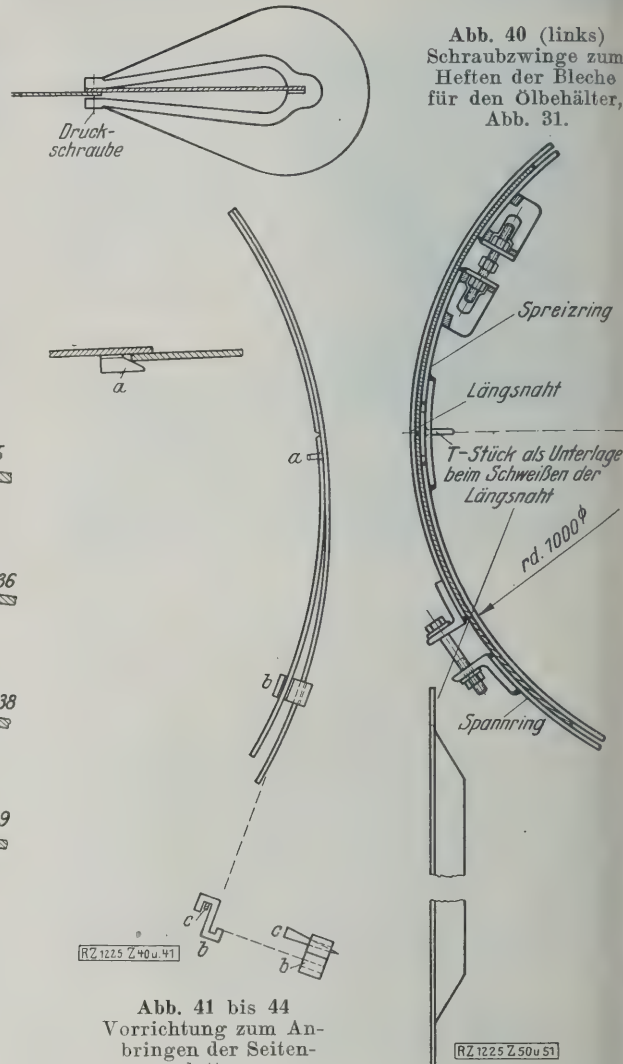 Abb. 40 (links)
Schraubzwinge zum
Heften der Bleche
für den Ölbehälter,
Abb. 31.
Druck-
schraube
a
Spreizring
Längsnaht
a
T-Stück als Unterlage
beim Schweißen der
Längsnaht
rd. 1000 ϕ
36
38
9
b
Spannring
c
b
c
b
RZ 1225 Z 40 u. 41
Abb. 41 bis 44
Vorrichtung zum An-
bringen der Seiten-
RZ 1225 Z 50 u 51